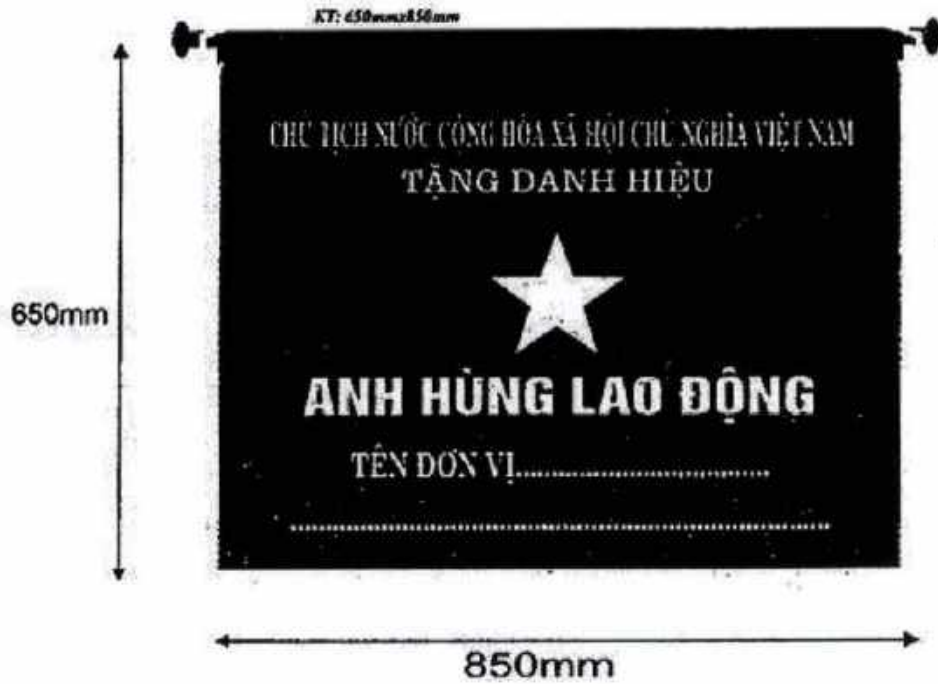 KT: 650mmx850mm
CHỦ TỊCH NƯỚC CỘNG HÒA XÃ HỘI CHỦ NGHĨA VIỆT NAM
TẶNG DANH HIỆU
650mm
ANH HÙNG LAO ĐỘNG
TÊN ĐƠN VỊ...................................
................................................................................
850mm